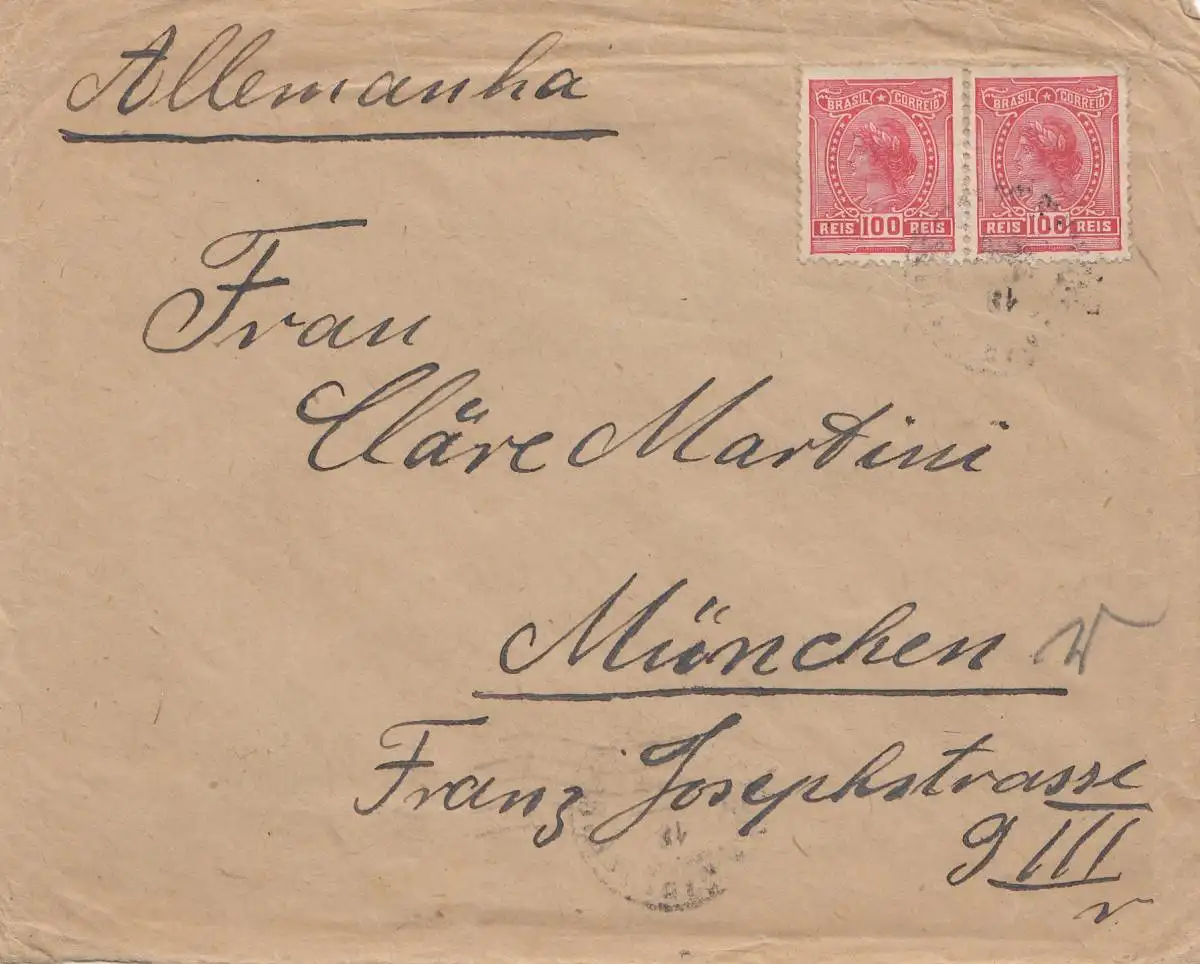 Allemanha
BRASIL CORREIO
REIS 100 REIS
BRASIL CORREIO
REIS 100 REIS
Frau
Cläre Martini
München
Franz Josephstrasse
9 III
r